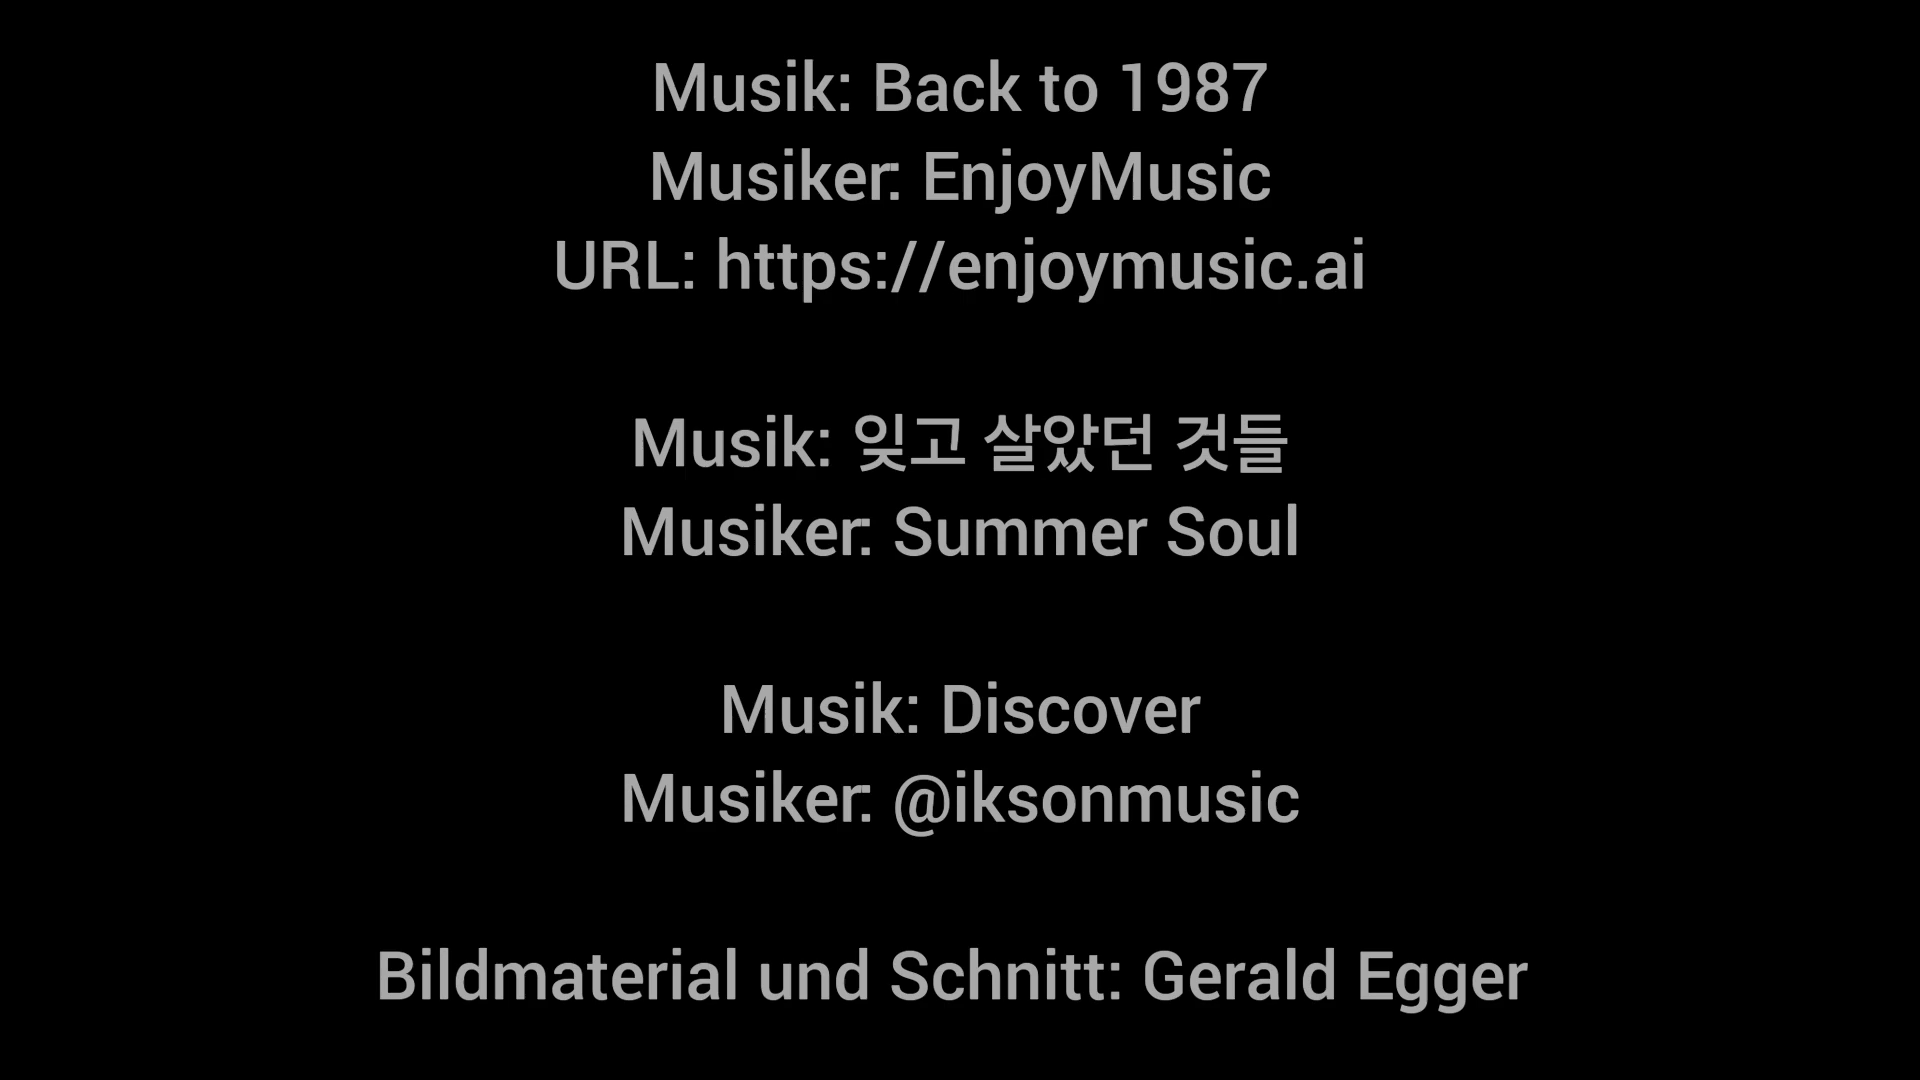 Musik: Back to 1987
Musiker: EnjoyMusic
URL: https://enjoymusic.ai
Musik: 잊고 살았던 것들
Musiker: Summer Soul
Musik: Discover
Musiker: @iksonmusic
Bildmaterial und Schnitt: Gerald Egger